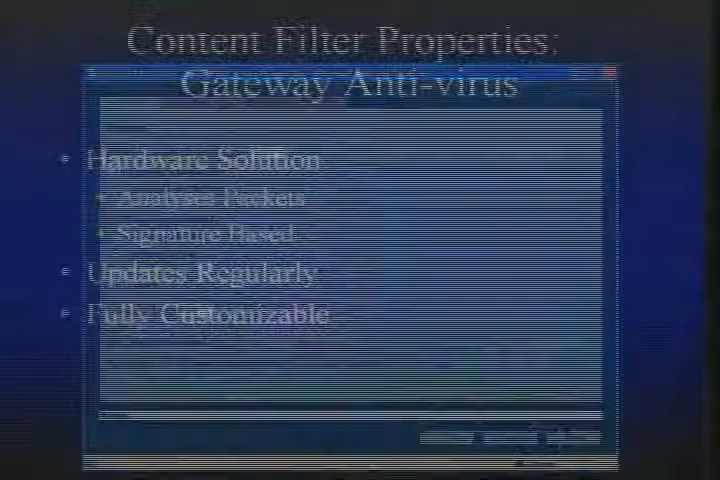 Content Filter Properties:
Gateway Anti-virus
• Hardware Solution
• Analyses Packets
• Signature Based
• Updates Regularly
• Fully Customizable